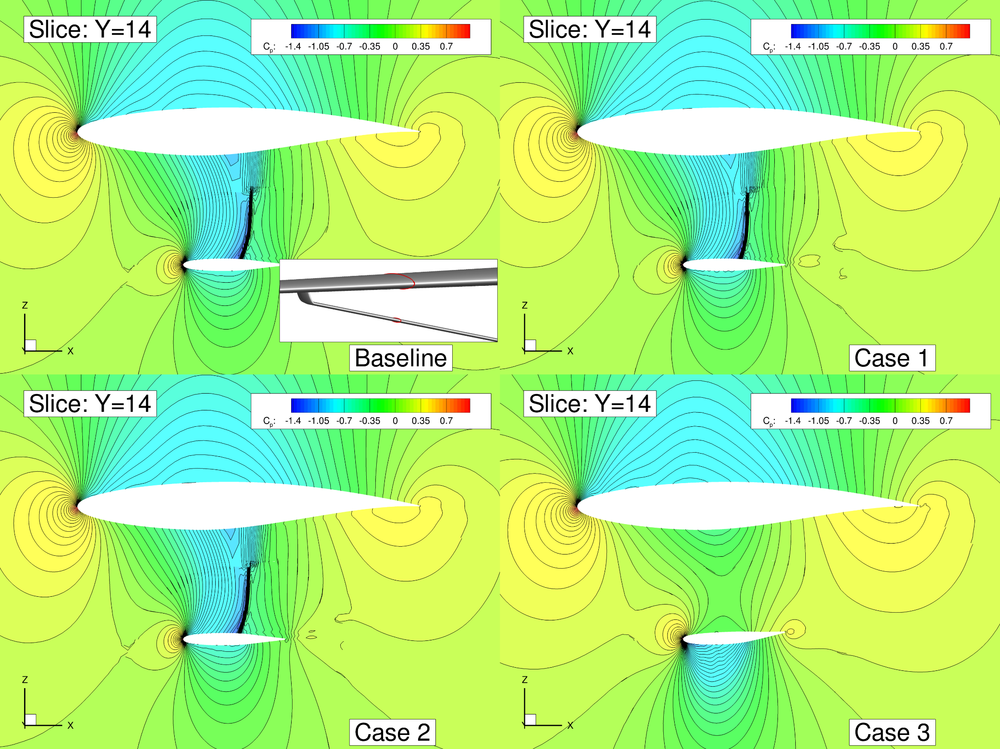 Slice: Y=14
Cp: -1.4 -1.05 -0.7 -0.35 0 0.35 0.7
Z
Y X
Baseline
Slice: Y=14
Cp: -1.4 -1.05 -0.7 -0.35 0 0.35 0.7
Z
Y X
Case 1
Slice: Y=14
Cp: -1.4 -1.05 -0.7 -0.35 0 0.35 0.7
Z
Y X
Case 2
Slice: Y=14
Cp: -1.4 -1.05 -0.7 -0.35 0 0.35 0.7
Z
Y X
Case 3